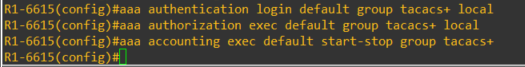 R1-6615(config)#aaa authentication login default group tacacs+ local
R1-6615(config)#aaa authorization exec default group tacacs+ local
R1-6615(config)#aaa accounting exec default start-stop group tacacs+
R1-6615(config)#